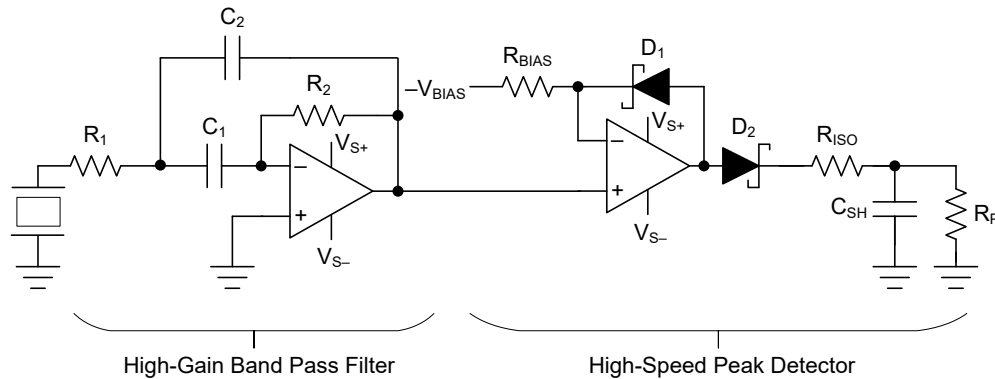 C2
RBIAS
D1
–VBIAS
R2
VS+
VS+
D2
R1
C1
RISO
–
–
+
+
CSH
VS–
VS–
High-Gain Band Pass Filter
High-Speed Peak Detector